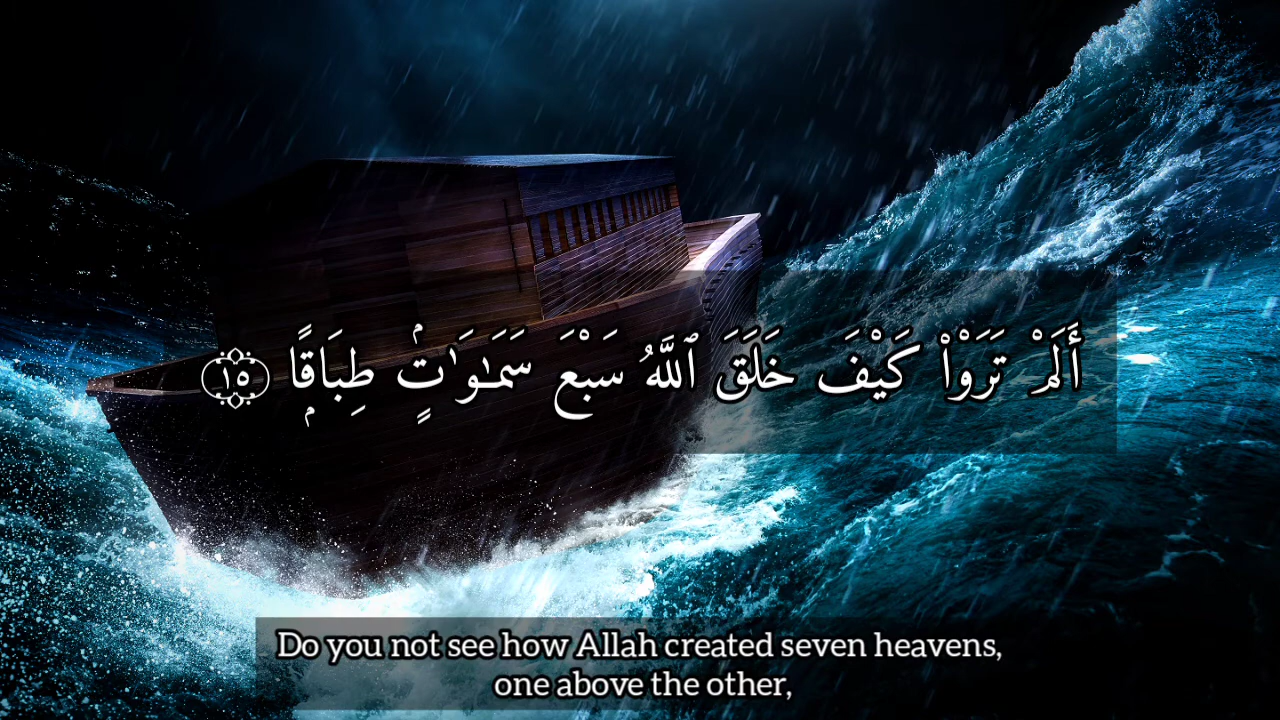 أَلَمْ تَرَوْا۟ كَيْفَ خَلَقَ ٱللَّهُ سَبْعَ سَمَـٰوَٰتٍۢ طِبَاقًۭا ۝١٥
Do you not see how Allah created seven heavens,
one above the other,